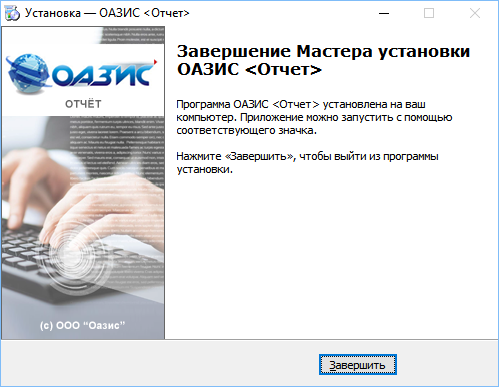 Установка — ОАЗИС <Отчет>
ОАЗИС
ОТЧЁТ
Завершение Мастера установки
ОАЗИС <Отчет>
Программа ОАЗИС <Отчет> установлена на ваш
компьютер. Приложение можно запустить с помощью
соответствующего значка.
Нажмите «Завершить», чтобы выйти из программы
установки.
(c) ООО "Оазис"
Завершить